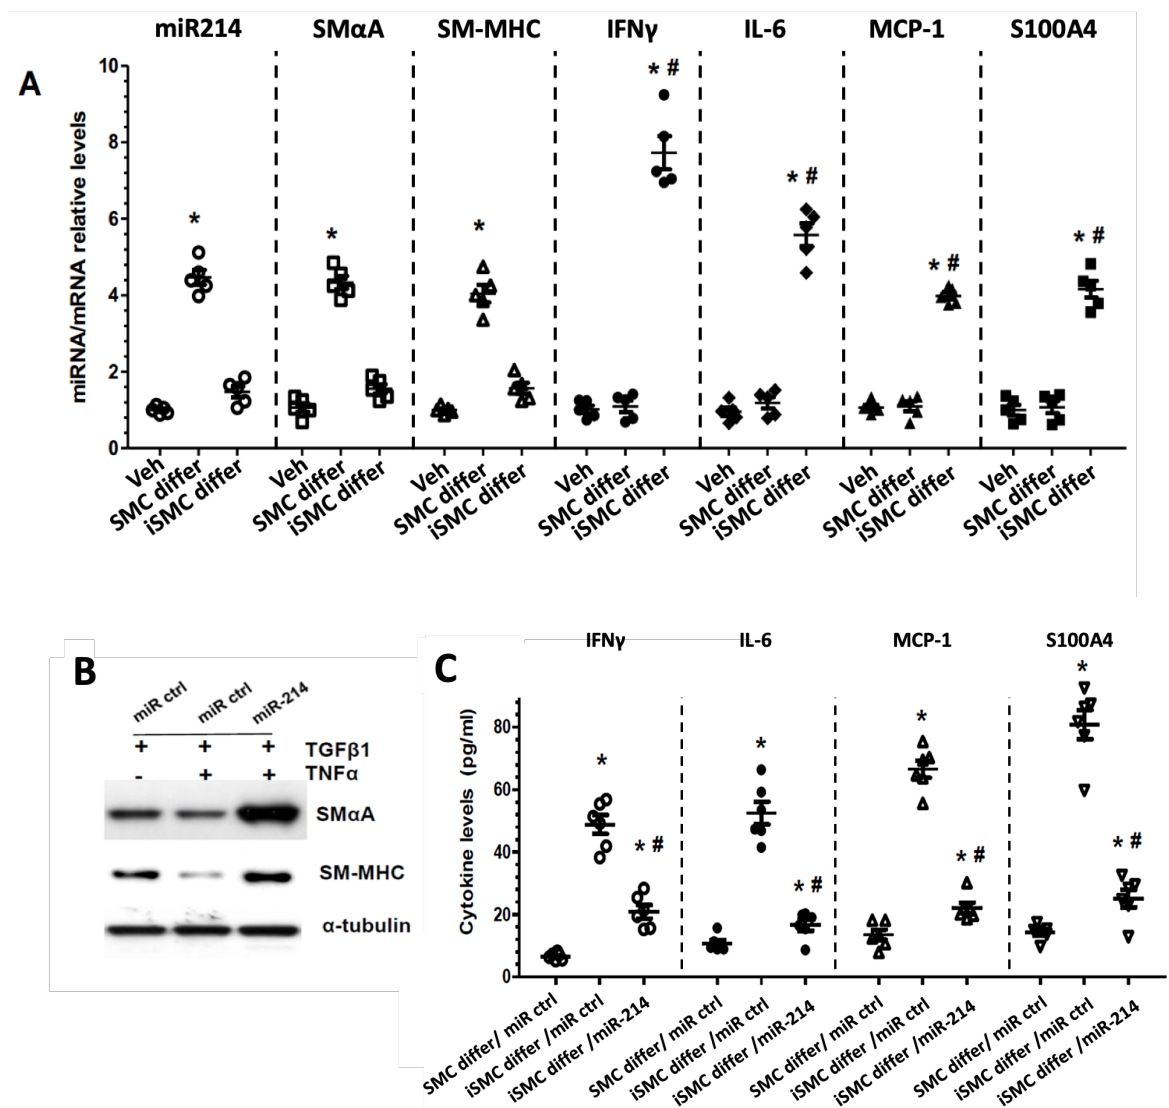 miR214 SMαA SM-MHC IFNγ IL-6 MCP-1 S100A4
A
miRNA/mRNA relative levels
10
8
6
4
2
0
* * * * # * # * # * #
Veh SMC differ iSMC differ Veh SMC differ iSMC differ Veh SMC differ iSMC differ Veh SMC differ iSMC differ Veh SMC differ iSMC differ Veh SMC differ iSMC differ Veh SMC differ iSMC differ
B
miR ctrl miR ctrl miR-214
+ + + TGFβ1
- + + TNFα
SMαA
SM-MHC
α-tubulin
C
IFNγ IL-6 MCP-1 S100A4
Cytokine levels (pg/ml)
80
60
40
20
0
* * # * * # * * # * * #
SMC differ/ miR ctrl iSMC differ /miR ctrl iSMC differ /miR-214 SMC differ/ miR ctrl iSMC differ /miR ctrl iSMC differ /miR-214 SMC differ/ miR ctrl iSMC differ /miR ctrl iSMC differ /miR-214 SMC differ/ miR ctrl iSMC differ /miR ctrl iSMC differ /miR-214